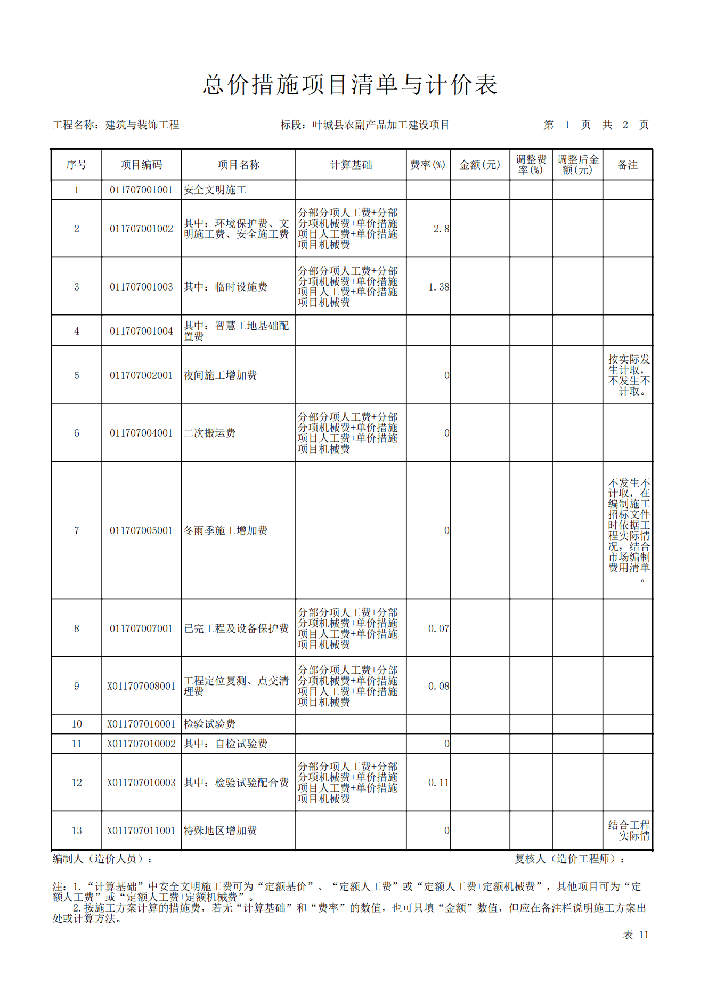 总价措施项目清单与计价表
工程名称：建筑与装饰工程 标段：叶城县农副产品加工建设项目 第 1 页 共 2 页
序号 项目编码 项目名称 计算基础 费率(%) 金额(元) 调整费率(%) 调整后金额(元) 备注
1 011707001001 安全文明施工
2 011707001002 其中：环境保护费、文
明施工费、安全施工费
分部分项人工费+分部
分项机械费+单价措施
项目人工费+单价措施
项目机械费
2.8
3 011707001003 其中：临时设施费
分部分项人工费+分部
分项机械费+单价措施
项目人工费+单价措施
项目机械费
1.38
4 011707001004 其中：智慧工地基础配
置费
5 011707002001 夜间施工增加费 0
按实际发
生计取，
不发生不
计取。
6 011707004001 二次搬运费
分部分项人工费+分部
分项机械费+单价措施
项目人工费+单价措施
项目机械费
0
7 011707005001 冬雨季施工增加费 0
不发生不
计取，在
编制施工
招标文件
时依据工
程实际情
况，结合
市场编制
费用清单
。
8 011707007001 已完工程及设备保护费
分部分项人工费+分部
分项机械费+单价措施
项目人工费+单价措施
项目机械费
0.07
9 X011707008001 工程定位复测、点交清
理费
分部分项人工费+分部
分项机械费+单价措施
项目人工费+单价措施
项目机械费
0.08
10 X011707010001 检验试验费
11 X011707010002 其中：自检试验费 0
12 X011707010003 其中：检验试验配合费
分部分项人工费+分部
分项机械费+单价措施
项目人工费+单价措施
项目机械费
0.11
13 X011707011001 特殊地区增加费 0
结合工程
实际情
编制人（造价人员）： 复核人（造价工程师）：
注：1.“计算基础”中安全文明施工费可为“定额基价”、“定额人工费”或“定额人工费+定额机械费”，其他项目可为“定
额人工费”或“定额人工费+定额机械费”。
2.按施工方案计算的措施费，若无“计算基础”和“费率”的数值，也可只填“金额”数值，但应在备注栏说明施工方案出
处或计算方法。
表-11